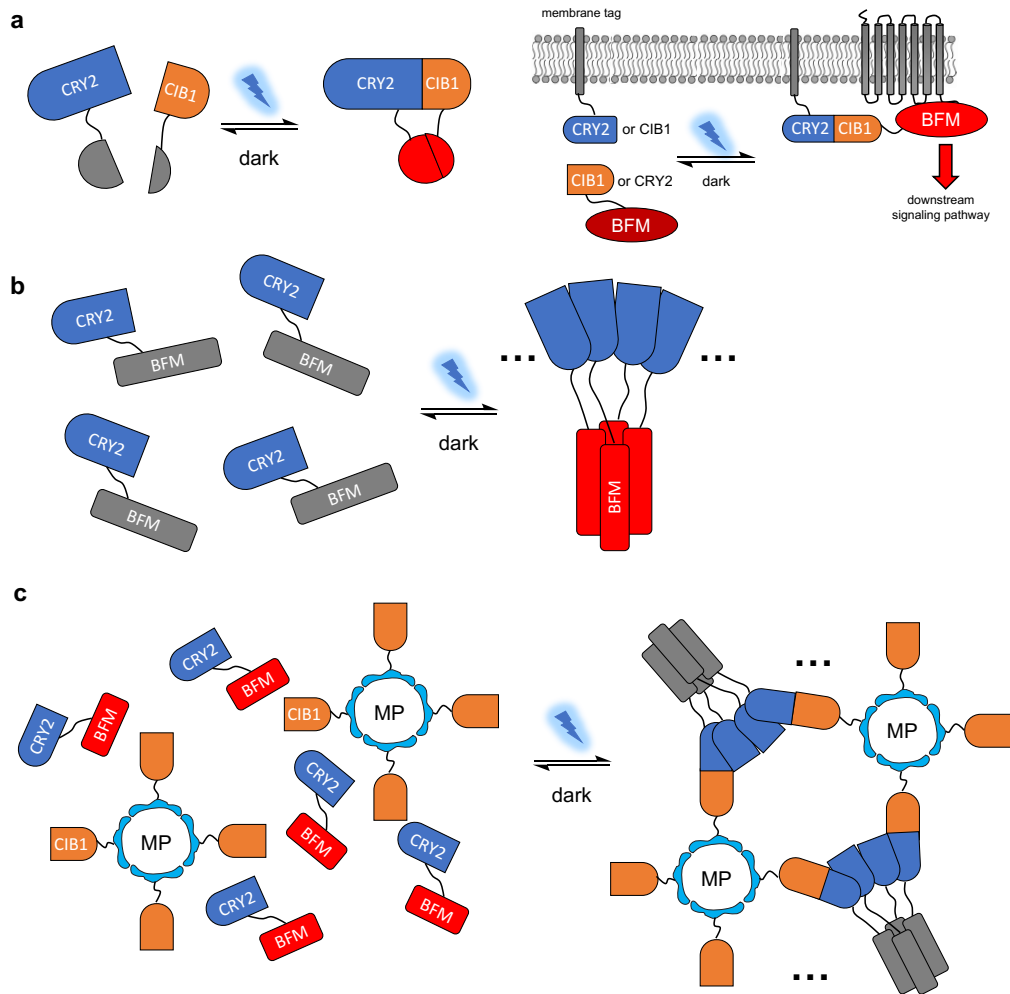 a
CRY2
CIB1
dark
CRY2
CIB1
membrane tag
CRY2 or CIB1
CIB1 or CRY2
BFM
dark
CRY2 CIB1
BFM
downstream
signaling pathway
b
CRY2
BFM
CRY2
BFM
CRY2
BFM
CRY2
BFM
dark
...
...
BFM
c
CRY2
BFM
CRY2
BFM
CIB1
MP
CRY2
BFM
CIB1
MP
CRY2
BFM
CRY2
BFM
dark
...
MP
MP
...